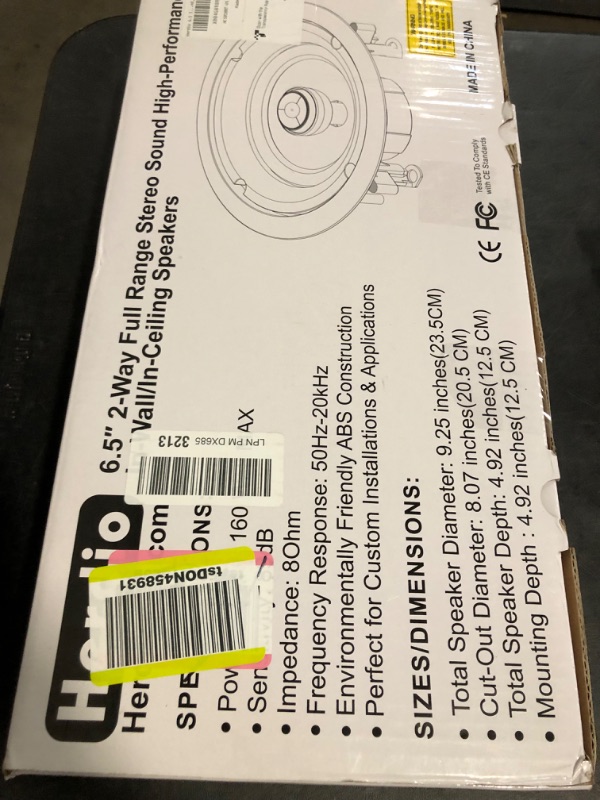 6.5" 2-Way Full Range Stereo Sound High-Performan
Wall/In-Ceiling Speakers
LPN PM DX685 3213
tsD0N458931
.com
160
AX
dB
• Impedance: 8Ohm
• Frequency Response: 50Hz-20kHz
• Environmentally Friendly ABS Construction
• Perfect for Custom Installations & Applications
SIZES/DIMENSIONS:
• Total Speaker Diameter: 9.25 inches(23.5CM)
• Cut-Out Diameter: 8.07 inches(20.5 CM)
• Total Speaker Depth: 4.92 inches(12.5 CM)
• Mounting Depth : 4.92 inches(12.5 CM)
CE FC Tested To Comply
with CE Standards
MADE IN CHINA